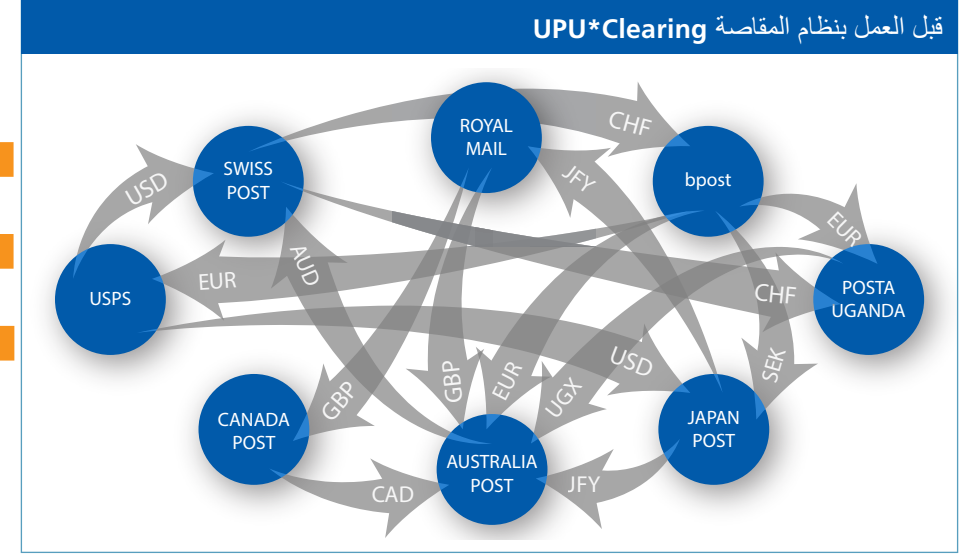 قبل العمل بنظام المقاصة UPU*Clearing
ROYAL
MAIL
CHF
SWISS
POST
USD
JFY
bpost
EUR
AUD
EUR
USPS
CHF
POSTA
UGANDA
USD
SEK
GBP
GBP
EUR
UGX
CANADA
POST
JAPAN
POST
AUSTRALIA
POST
CAD
JFY